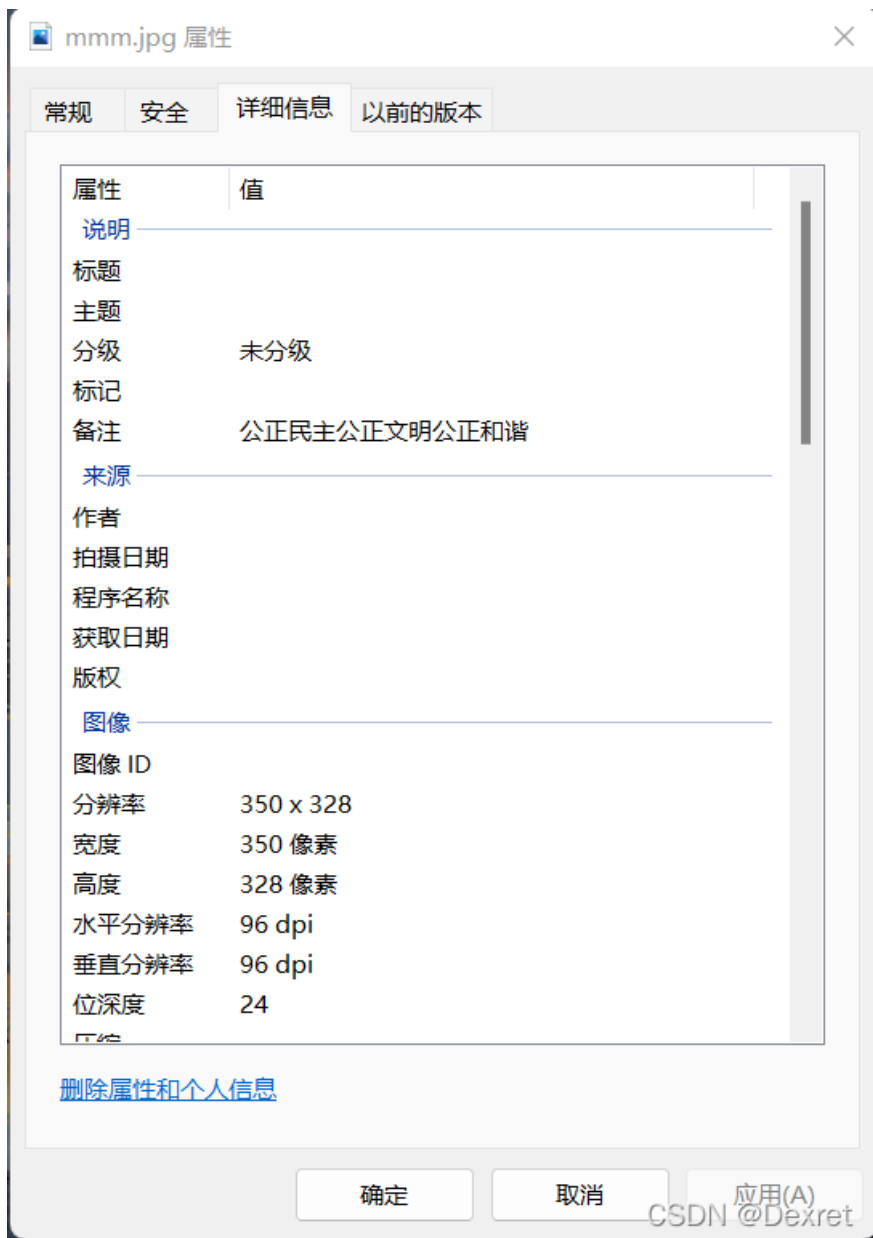 mmm.jpg 属性
常规 安全 详细信息 以前的版本
属性 值
说明
标题
主题
分级 未分级
标记
备注 公正民主公正文明公正和谐
来源
作者
拍摄日期
程序名称
获取日期
版权
图像
图像 ID
分辨率 350 x 328
宽度 350 像素
高度 328 像素
水平分辨率 96 dpi
垂直分辨率 96 dpi
位深度 24
删除属性和个人信息
确定 取消 应用(A)
CSDN @Dexret